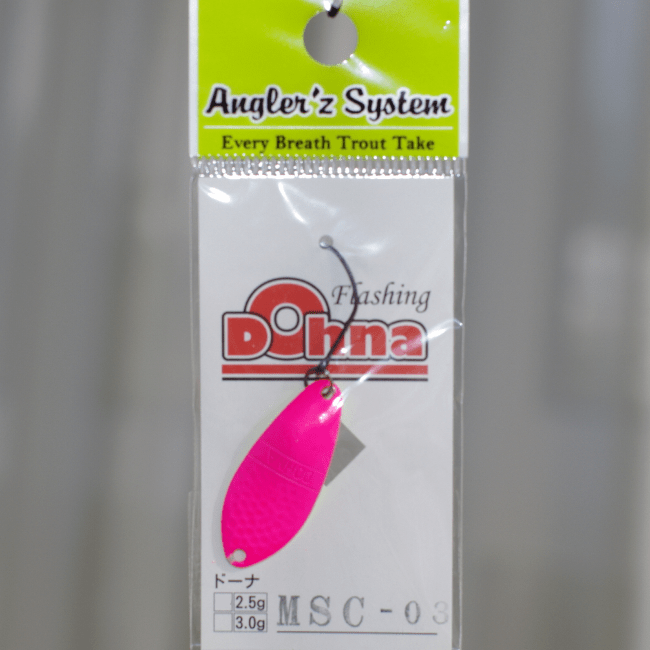 Angler'z System
Every Breath Trout Take
Flashing
Dohna
ドーナ
2.5g
3.0g
MSC-03